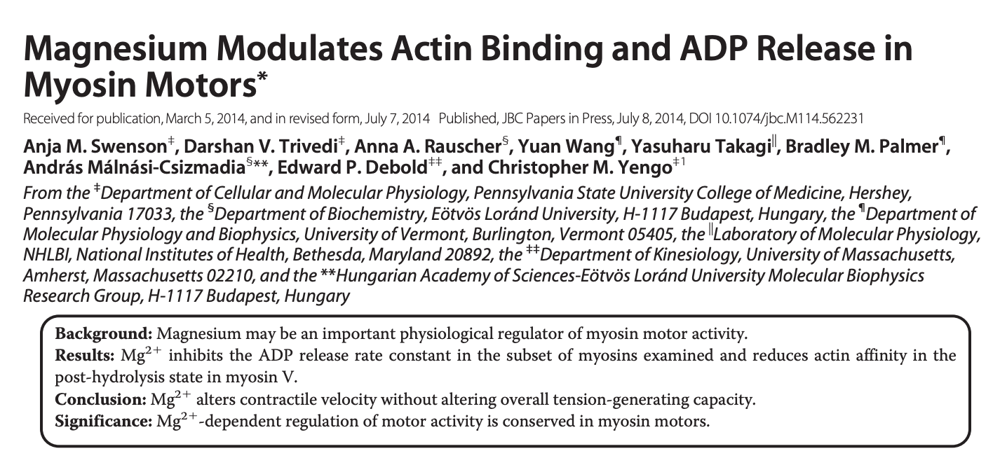 Magnesium Modulates Actin Binding and ADP Release in
Myosin Motors*
Received for publication, March 5, 2014, and in revised form, July 7, 2014 Published, JBC Papers in Press, July 8, 2014, DOI 10.1074/jbc.M114.562231
Anja M. Swenson‡, Darshan V. Trivedi‡, Anna A. Rauscher§, Yuan Wang¶, Yasuharu Takagi‖, Bradley M. Palmer¶,
András Málnási-Csizmadia§**, Edward P. Debold‡‡, and Christopher M. Yengo‡1
From the ‡Department of Cellular and Molecular Physiology, Pennsylvania State University College of Medicine, Hershey,
Pennsylvania 17033, the §Department of Biochemistry, Eötvös Loránd University, H-1117 Budapest, Hungary, the ¶Department of
Molecular Physiology and Biophysics, University of Vermont, Burlington, Vermont 05405, the ‖Laboratory of Molecular Physiology,
NHLBI, National Institutes of Health, Bethesda, Maryland 20892, the ‡‡Department of Kinesiology, University of Massachusetts,
Amherst, Massachusetts 02210, and the **Hungarian Academy of Sciences-Eötvös Loránd University Molecular Biophysics
Research Group, H-1117 Budapest, Hungary
Background: Magnesium may be an important physiological regulator of myosin motor activity.
Results: Mg2+ inhibits the ADP release rate constant in the subset of myosins examined and reduces actin affinity in the
post-hydrolysis state in myosin V.
Conclusion: Mg2+ alters contractile velocity without altering overall tension-generating capacity.
Significance: Mg2+-dependent regulation of motor activity is conserved in myosin motors.